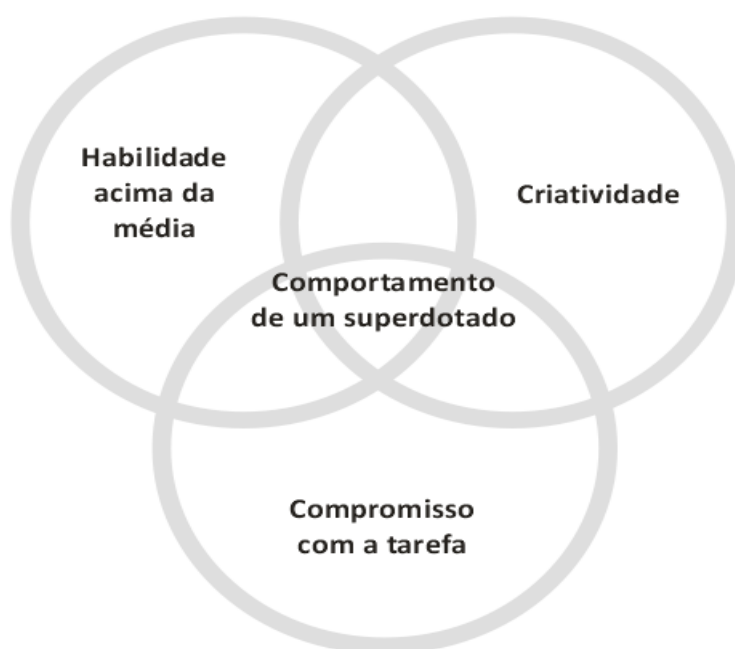 Habilidade
acima da
média
Criatividade
Comportamento
de um superdotado
Compromisso
com a tarefa